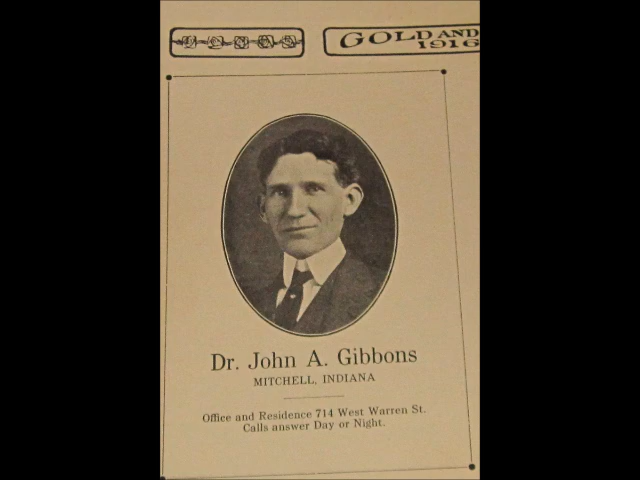 GOLD AND
1916
Dr. John A. Gibbons
MITCHELL, INDIANA
Office and Residence 714 West Warren St.
Calls answer Day or Night.